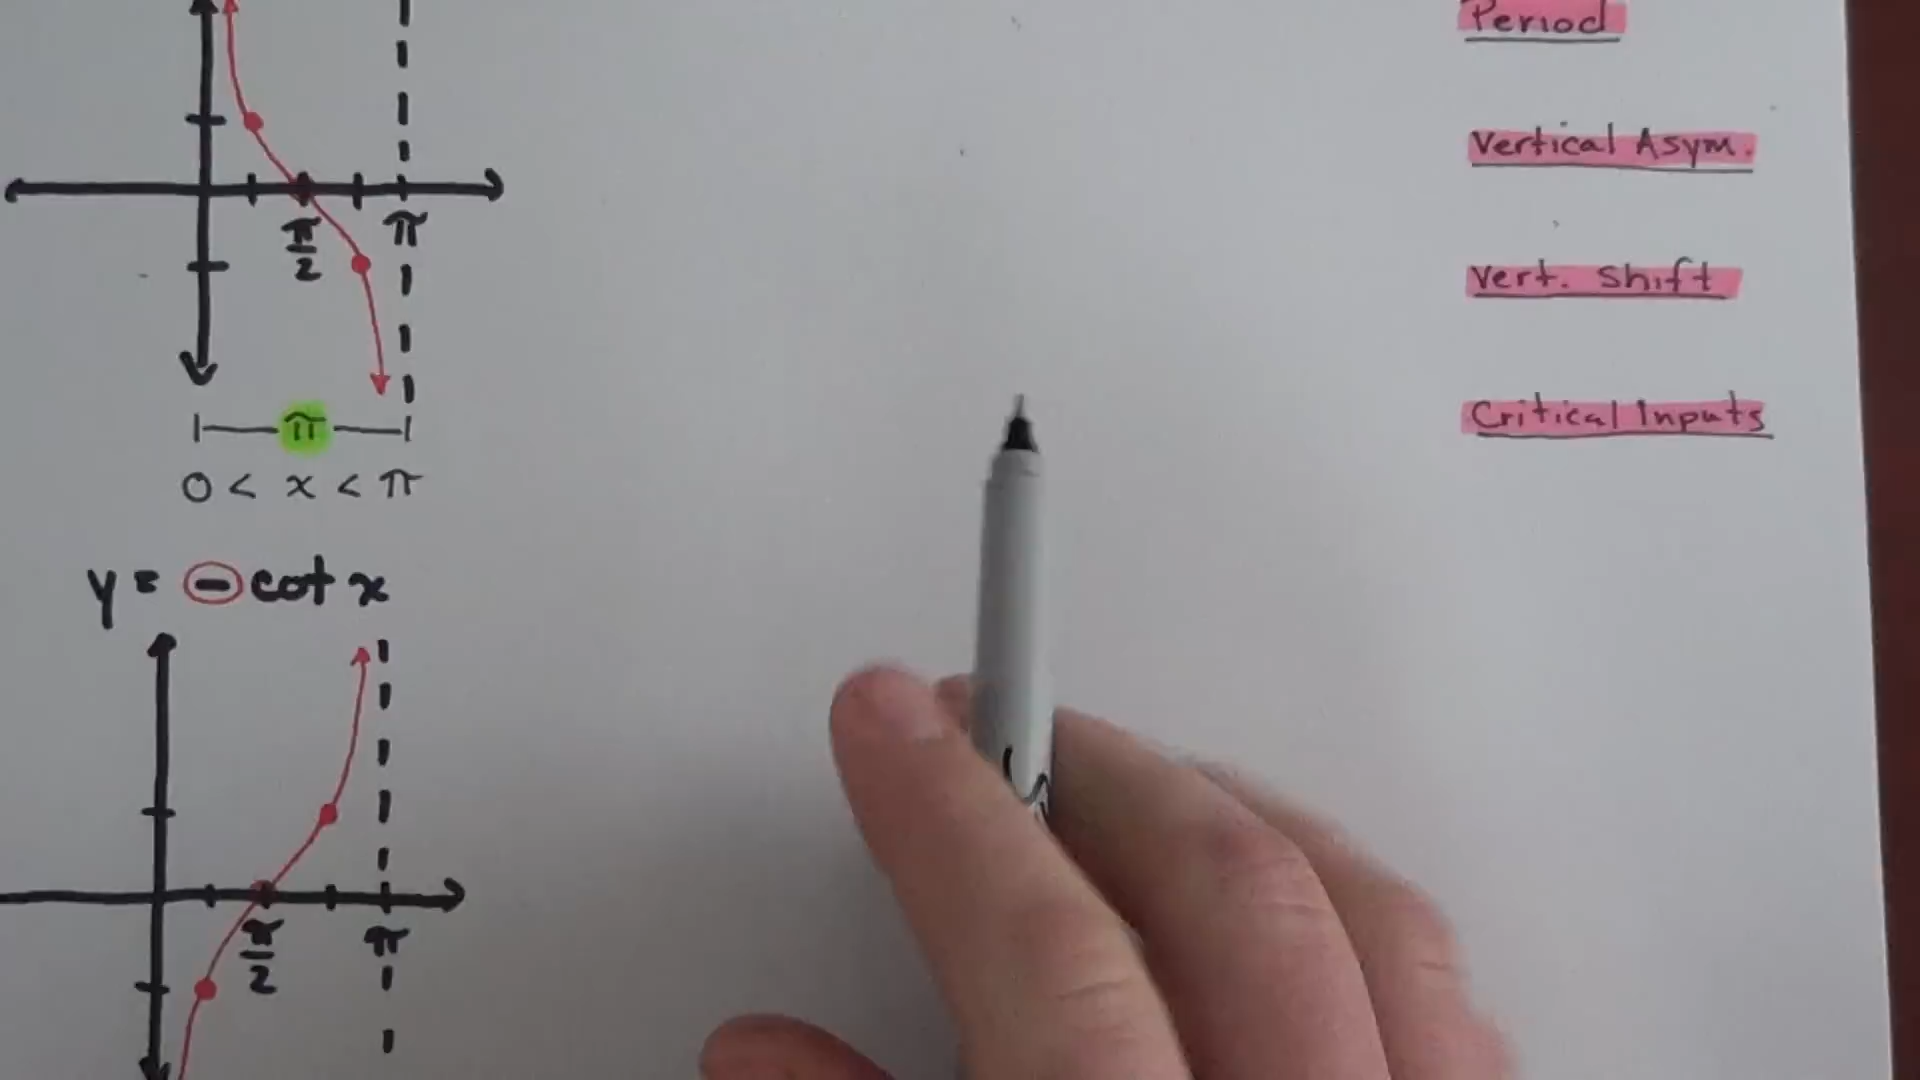 π/2 π
π
0 < x < π
y = - cot x
π/2 π
Period
Vertical Asym.
Vert. Shift
Critical Inputs